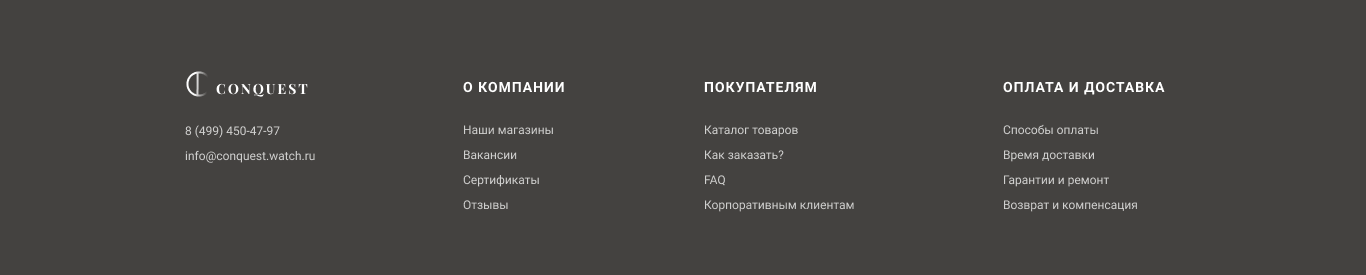 CONQUEST
8 (499) 450-47-97
info@conquest.watch.ru
О КОМПАНИИ
Наши магазины
Вакансии
Сертификаты
Отзывы
ПОКУПАТЕЛЯМ
Каталог товаров
Как заказать?
FAQ
Корпоративным клиентам
ОПЛАТА И ДОСТАВКА
Способы оплаты
Время доставки
Гарантии и ремонт
Возврат и компенсация